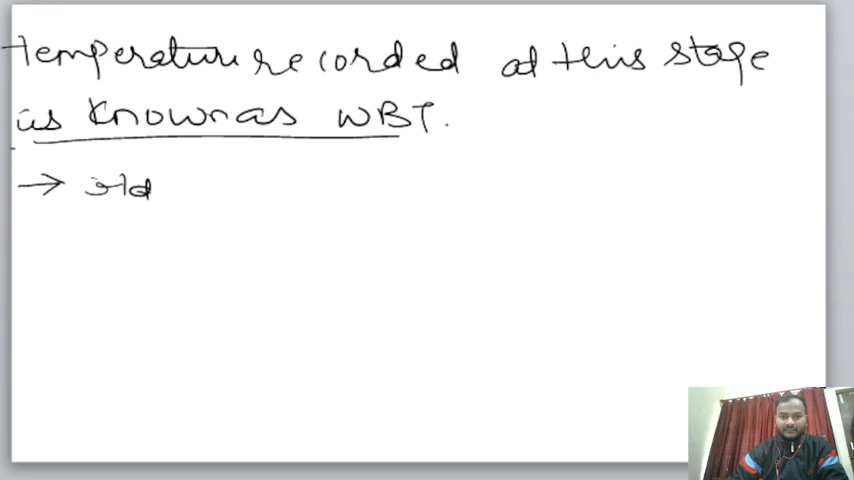 temperature recorded at this stage
is known as WBT.
→